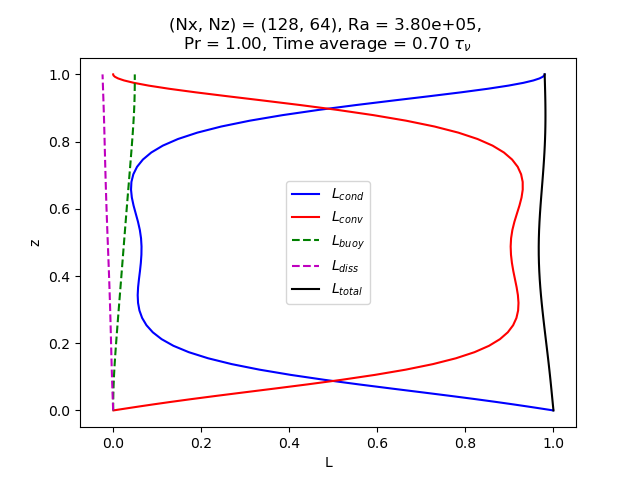 (Nx, Nz) = (128, 64), Ra = 3.80e+05,
Pr = 1.00, Time average = 0.70 τν
1.0
0.8
0.6
0.4
0.2
0.0
z
Lcond
Lconv
Lbuoy
Ldiss
Ltotal
0.0 0.2 0.4 0.6 0.8 1.0
L